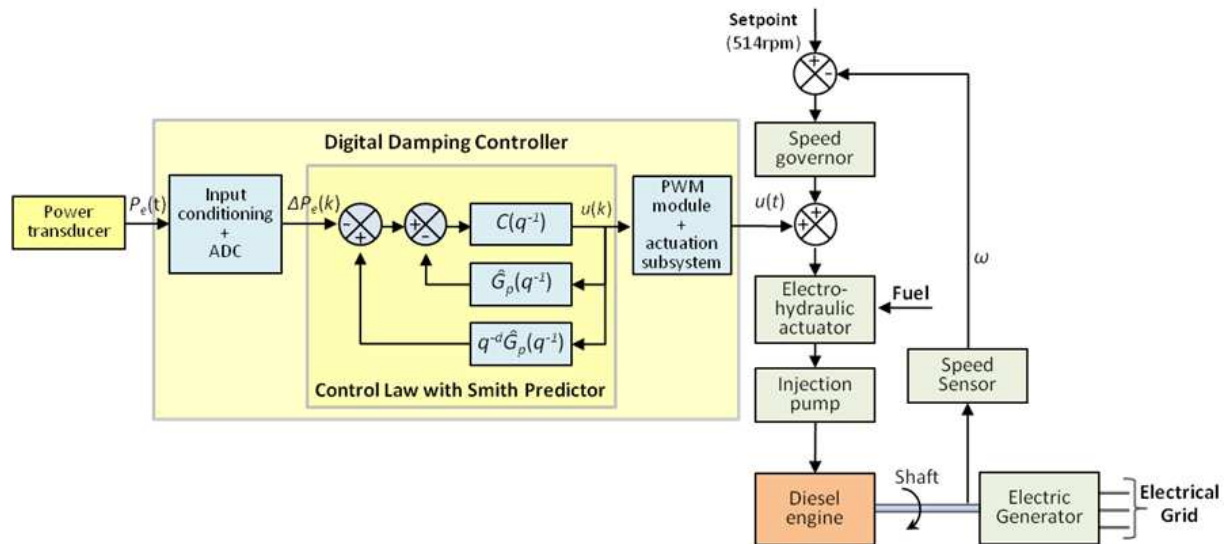 Setpoint
(514rpm)
+
-
Speed
governor
Digital Damping Controller
Power
transducer
Pₑ(t)
Input
conditioning
+
ADC
ΔPₑ(k)
-
+
+
-
C(q⁻¹)
u(k)
Ĝₚ(q⁻¹)
q⁻ᵈĜₚ(q⁻¹)
Control Law with Smith Predictor
PWM
module
+
actuation
subsystem
u(t)
+
+
ω
Electro-
hydraulic
actuator
Fuel
Injection
pump
Speed
Sensor
Diesel
engine
Shaft
Electric
Generator
Electrical
Grid